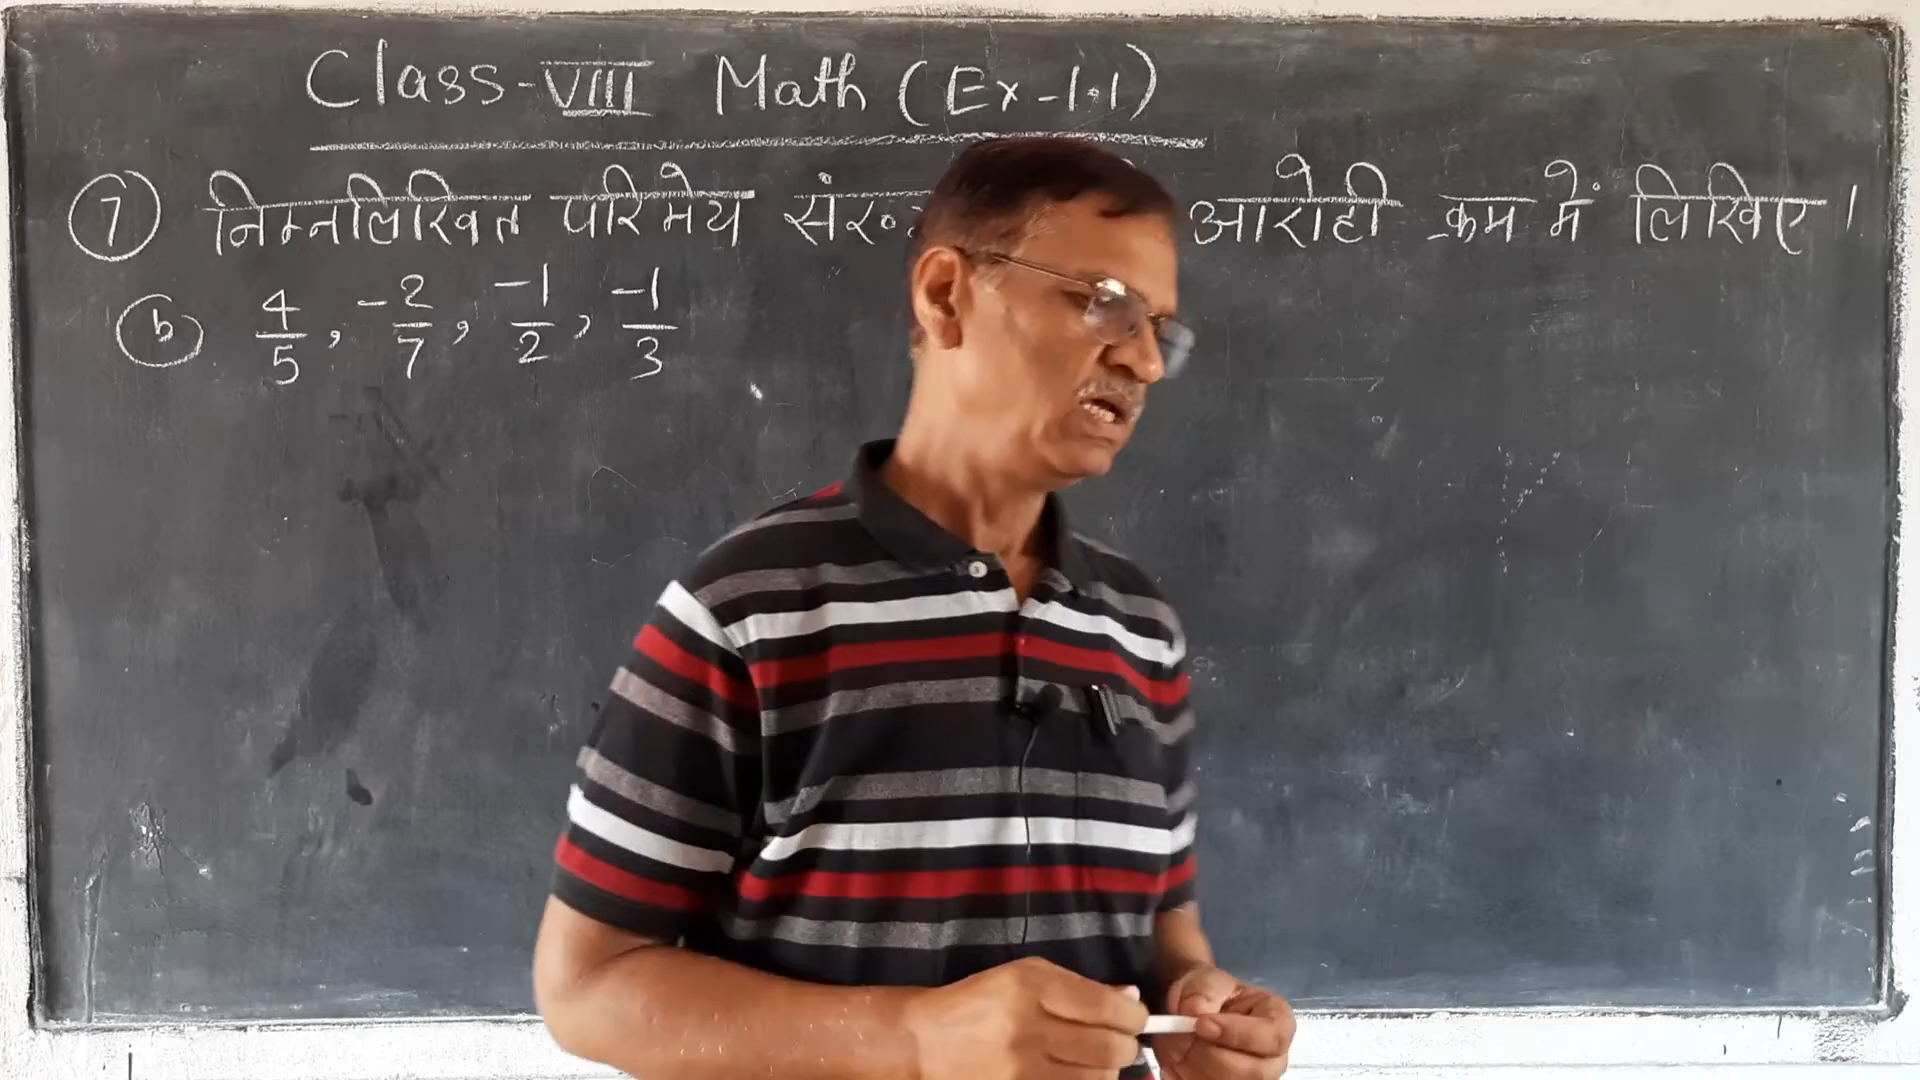 Class-VIII Math (Ex-1.1)
7 निम्नलिखित परिमेय आरोही क्रम में लिखिए।
b 4/5, -2/7, -1/2, -1/3